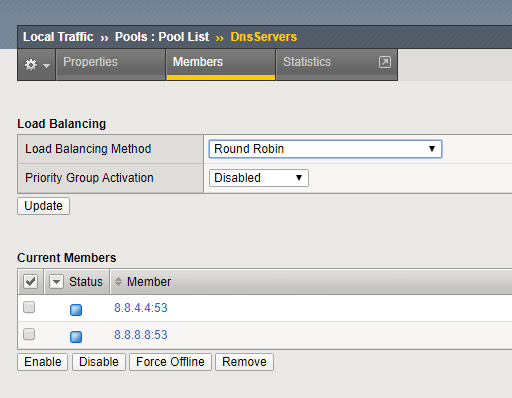 Local Traffic ›› Pools : Pool List ›› DnsServers
Properties Members Statistics
Load Balancing
Load Balancing Method Round Robin
Priority Group Activation Disabled
Update
Current Members
Status Member
8.8.4.4:53
8.8.8.8:53
Enable Disable Force Offline Remove